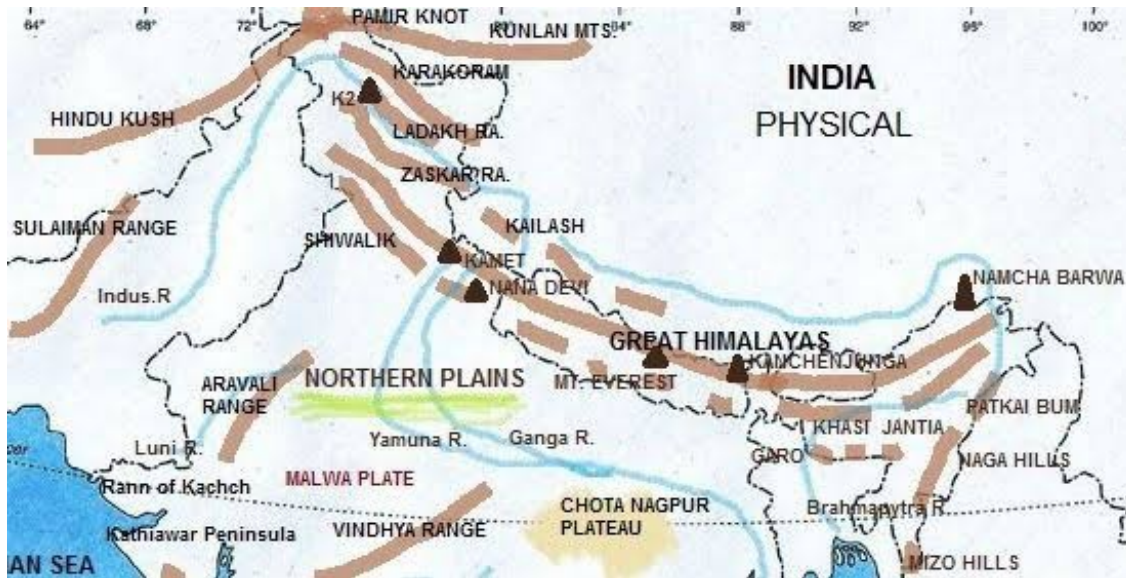 64°
72°
76
80°
84°
88°
92°
96°
100°
PAMIR KNOT
KUNLAN MTS.
KARAKORAM
INDIA
PHYSICAL
K2
HINDU KUSH
LADAKH RA.
ZASKAR RA.
SULAIMAN RANGE
SHIWALIK
KAILASH
KAMET
NANA DEVI
NAMCHA BARWA
Indus.R
GREAT HIMALAYAS
KANCHENJUNGA
MT. EVEREST
ARAVALI
RANGE
NORTHERN PLAINS
PATKAI BUM
Luni R.
Yamuna R.
Ganga R.
KHASI JANTIA
GARO
NAGA HILLS
Rann of Kachch
MALWA PLATE
CHOTA NAGPUR
PLATEAU
Brahmapytra R.
Kathiawar Peninsula
VINDHYA RANGE
AN SEA
MIZO HILLS